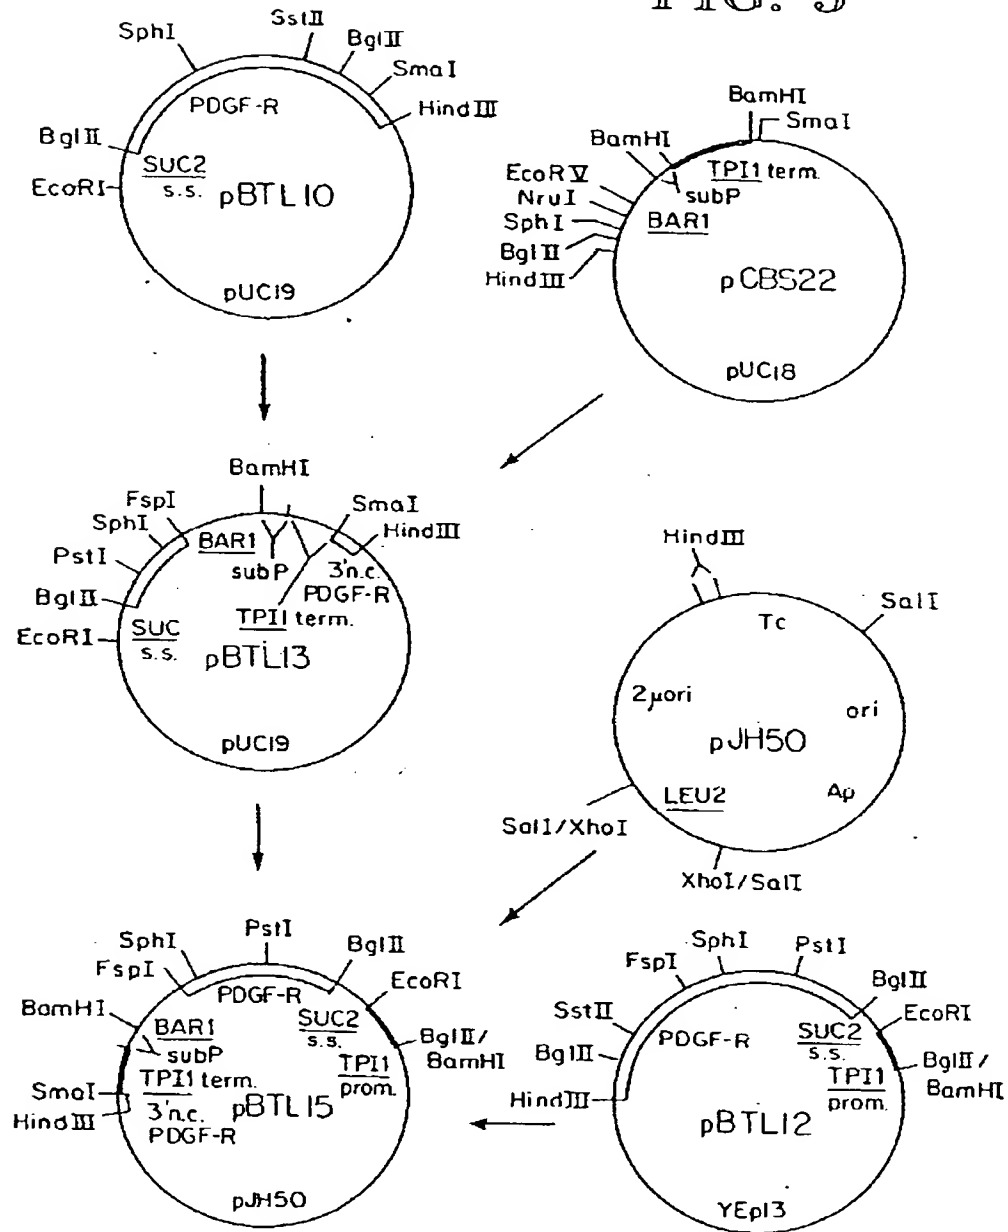 FIG. 5
SphI
SstII
BglII
SmaI
HindIII
PDGF-R
BglII
EcoRI
SUC2
s.s.
pBTL10
pUC19
BamHI
SmaI
BamHI
EcoRV
NruI
SphI
BglII
HindIII
TPI1 term.
subP
BAR1
pCBS22
pUC18
BamHI
FspI
SphI
PstI
BglII
EcoRI
SmaI
HindIII
BAR1
subP
3'n.c.
PDGF-R
TPI1 term.
SUC
s.s.
pBTL13
pUC19
HindIII
SalI
Tc
2μori
ori
pJH50
LEU2
Ap
SalI/XhoI
XhoI/SalI
PstI
SphI
FspI
BglII
EcoRI
BamHI
PDGF-R
BAR1
subP
SUC2
s.s.
BglII/
BamHI
TPI1 term.
TPI1
prom.
SmaI
HindIII
3'n.c.
PDGF-R
pBTL15
pJH50
SphI
PstI
FspI
BglII
SstII
EcoRI
PDGF-R
SUC2
s.s.
BglII
BglII/
BamHI
TPI1
prom.
HindIII
pBTL12
YEp13